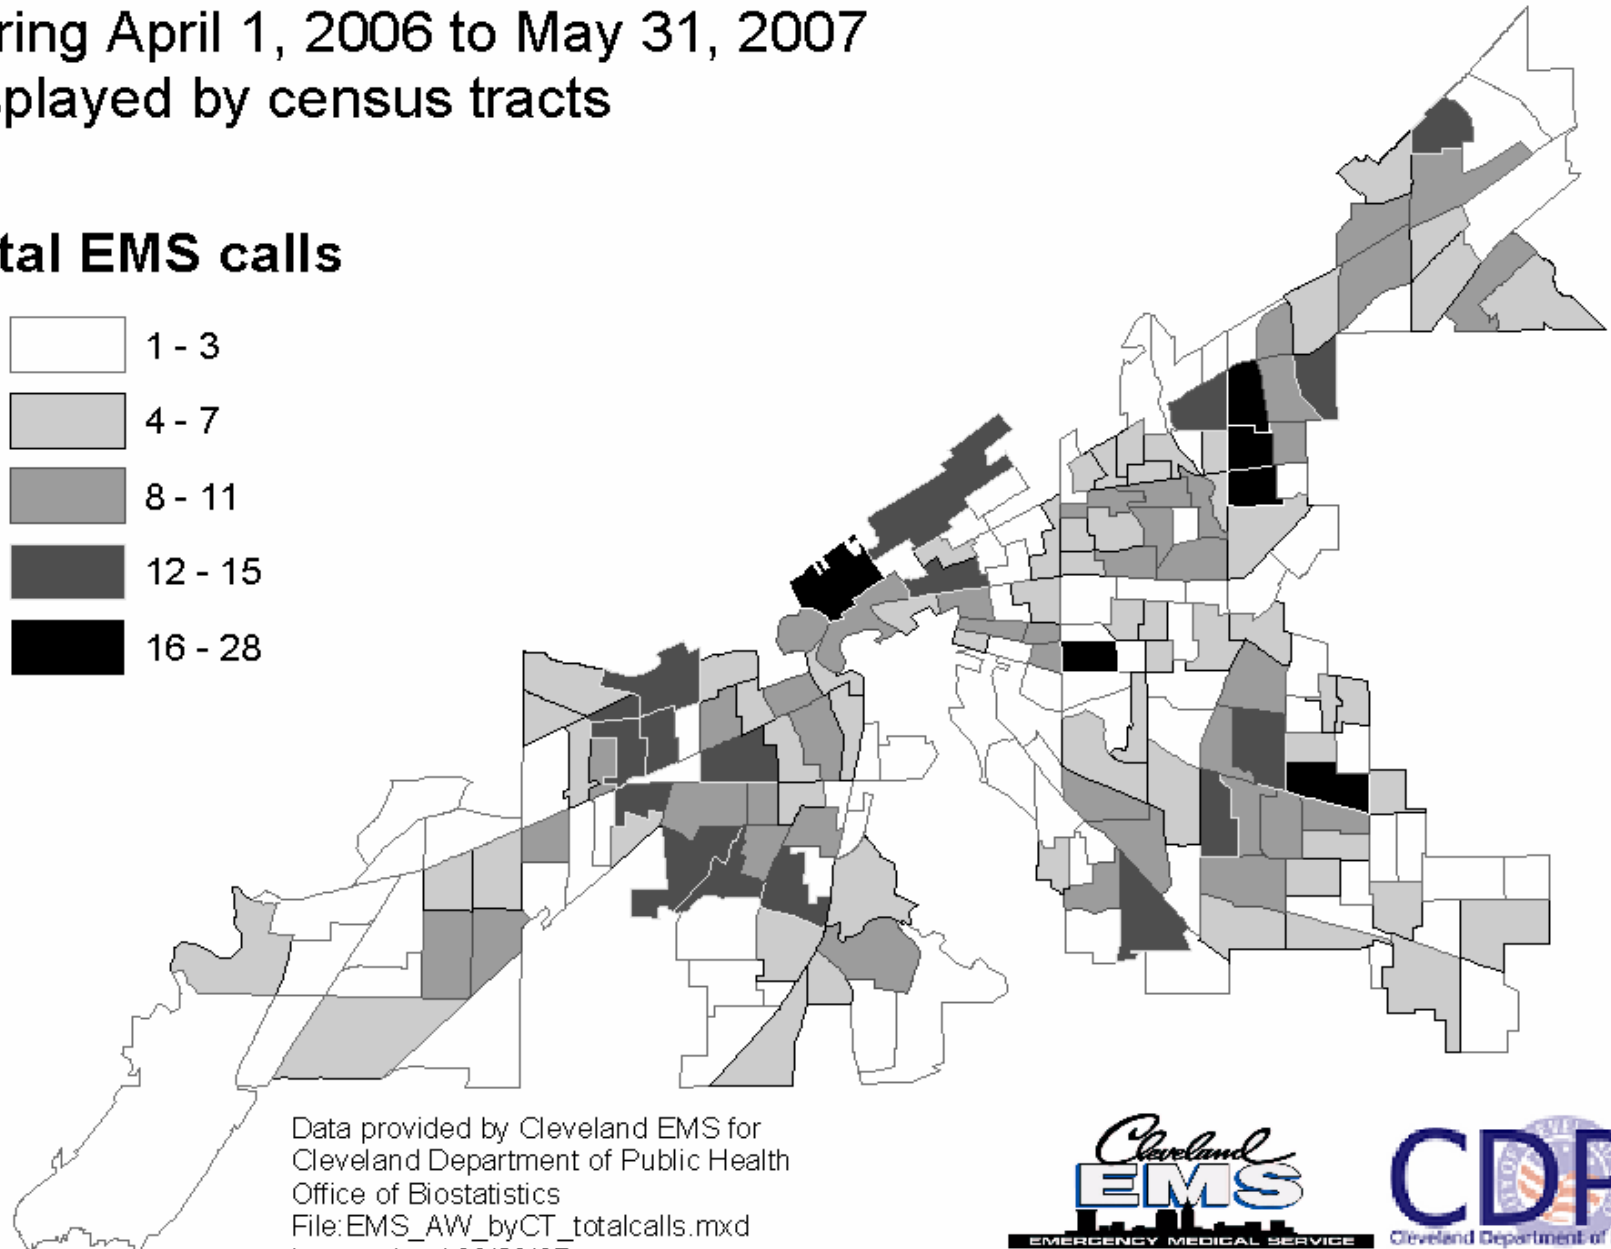 ring April 1, 2006 to May 31, 2007
splayed by census tracts
tal EMS calls
1 - 3
4 - 7
8 - 11
12 - 15
16 - 28
Data provided by Cleveland EMS for
Cleveland Department of Public Health
Office of Biostatistics
File:EMS_AW_byCT_totalcalls.mxd
Cleveland
EMS
EMERGENCY MEDICAL SERVICE
CDP
Cleveland Department of